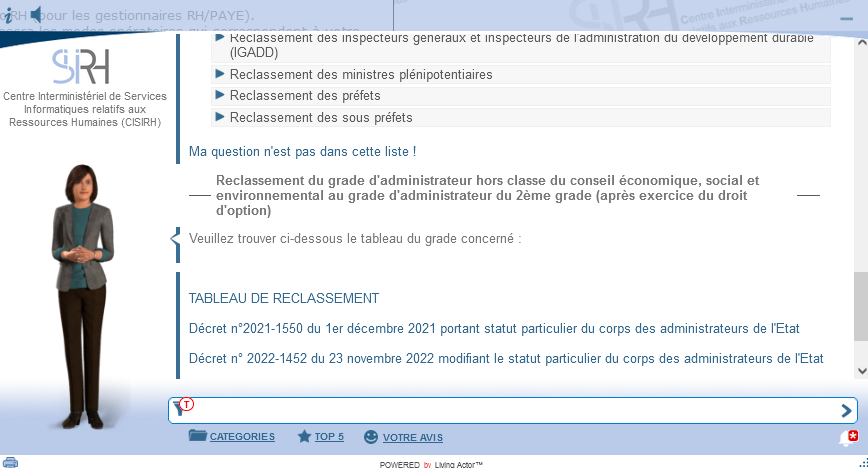 pour les gestionnaires RH/PAYE).
SIRH
Centre Interministériel de Services
Informatiques relatifs aux
Ressources Humaines (CISIRH)
Reclassement des inspecteurs généraux et inspecteurs de l'administration du développement durable
(IGADD)
Reclassement des ministres plénipotentiaires
Reclassement des préfets
Reclassement des sous préfets
Ma question n'est pas dans cette liste !
Reclassement du grade d'administrateur hors classe du conseil économique, social et
environnemental au grade d'administrateur du 2ème grade (après exercice du droit
d'option)
Veuillez trouver ci-dessous le tableau du grade concerné :
TABLEAU DE RECLASSEMENT
Décret n°2021-1550 du 1er décembre 2021 portant statut particulier du corps des administrateurs de l'Etat
Décret n° 2022-1452 du 23 novembre 2022 modifiant le statut particulier du corps des administrateurs de l'Etat
T
CATEGORIES TOP 5 VOTRE AVIS
POWERED by Living Actor™